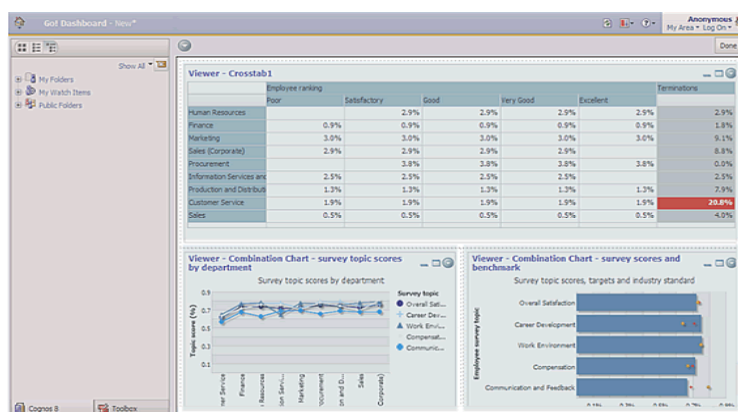 Go! Dashboard - New*
Anonymous
My Area Log On
Done
Show All
My Folders
My Watch Items
Public Folders
Viewer - Crosstab1
Employee ranking Terminations
Poor Satisfactory Good Very Good Excellent
Human Resources 2.9% 2.9% 2.9% 2.9% 2.9%
Finance 0.9% 0.9% 0.9% 0.9% 0.9% 1.8%
Marketing 3.0% 3.0% 3.0% 3.0% 3.0% 9.1%
Sales (Corporate) 2.9% 2.9% 2.9% 2.9% 8.8%
Procurement 3.8% 3.8% 3.8% 3.8% 0.0%
Information Services and 2.5% 2.5% 2.5% 2.5% 2.5%
Production and Distributi 1.3% 1.3% 1.3% 1.3% 1.3% 7.9%
Customer Service 1.9% 1.9% 1.9% 1.9% 1.9% 20.8%
Sales 0.5% 0.5% 0.5% 0.5% 0.5% 4.0%
Viewer - Combination Chart - survey topic scores
by department
Survey topic scores by department
Topic score (%)
0.9
0.7
0.5
0.3
0.1
Survey topic
Overall Sati...
Career Dev...
Work Envi...
Compensat...
Communic...
mer Service
Finance
Resources
ion Servi...
Marketing
ocurement
on and D...
Sales
Corporate)
Viewer - Combination Chart - survey scores and
benchmark
Survey topic scores, targets and industry standard
Employee survey topic
Overall Satisfaction
Career Development
Work Environment
Compensation
Communication and Feedback
Cognos 8
Toolbox